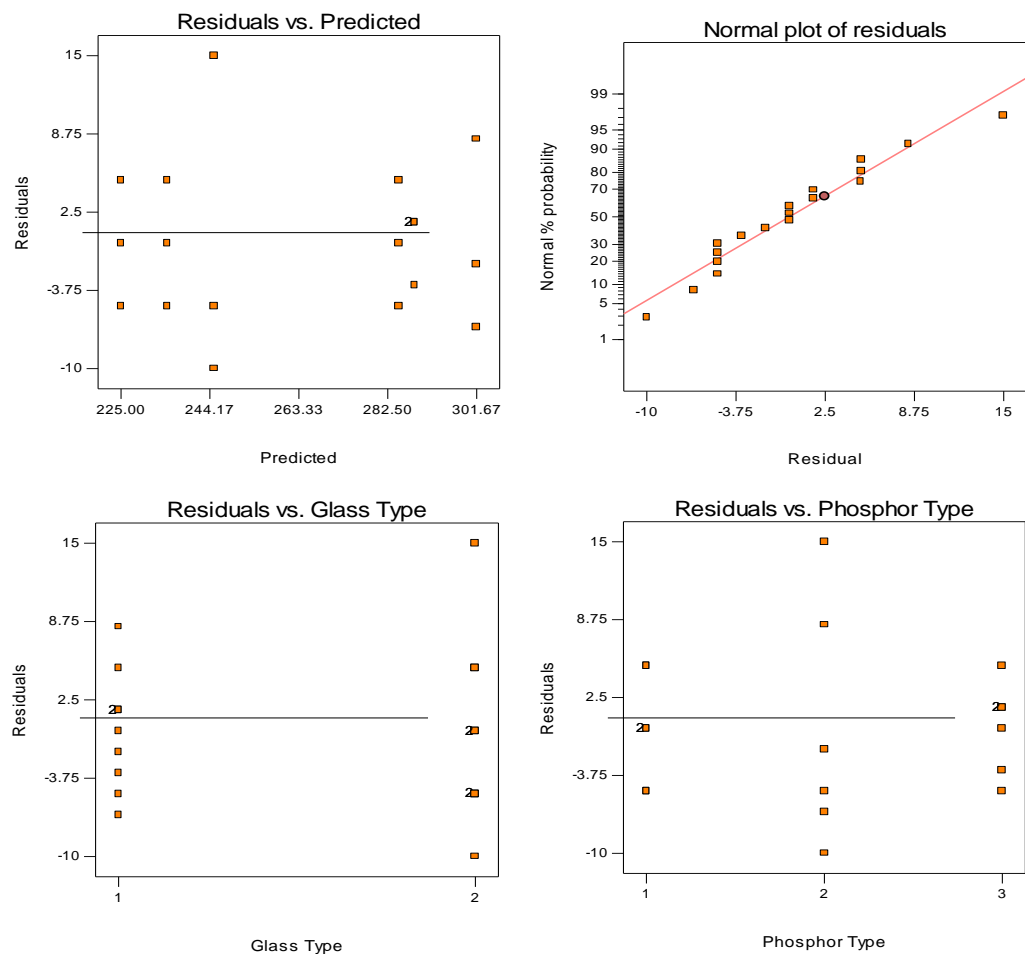 Residuals vs. Predicted
Residuals
15
8.75
2.5
-3.75
-10
2
225.00 244.17 263.33 282.50 301.67
Predicted
Normal plot of residuals
Normal % probability
99
95
90
80
70
50
30
20
10
5
1
-10 -3.75 2.5 8.75 15
Residual
Residuals vs. Glass Type
Residuals
15
8.75
2.5
-3.75
-10
2
2
2
1 2
Glass Type
Residuals vs. Phosphor Type
Residuals
15
8.75
2.5
-3.75
-10
2
2
1 2 3
Phosphor Type